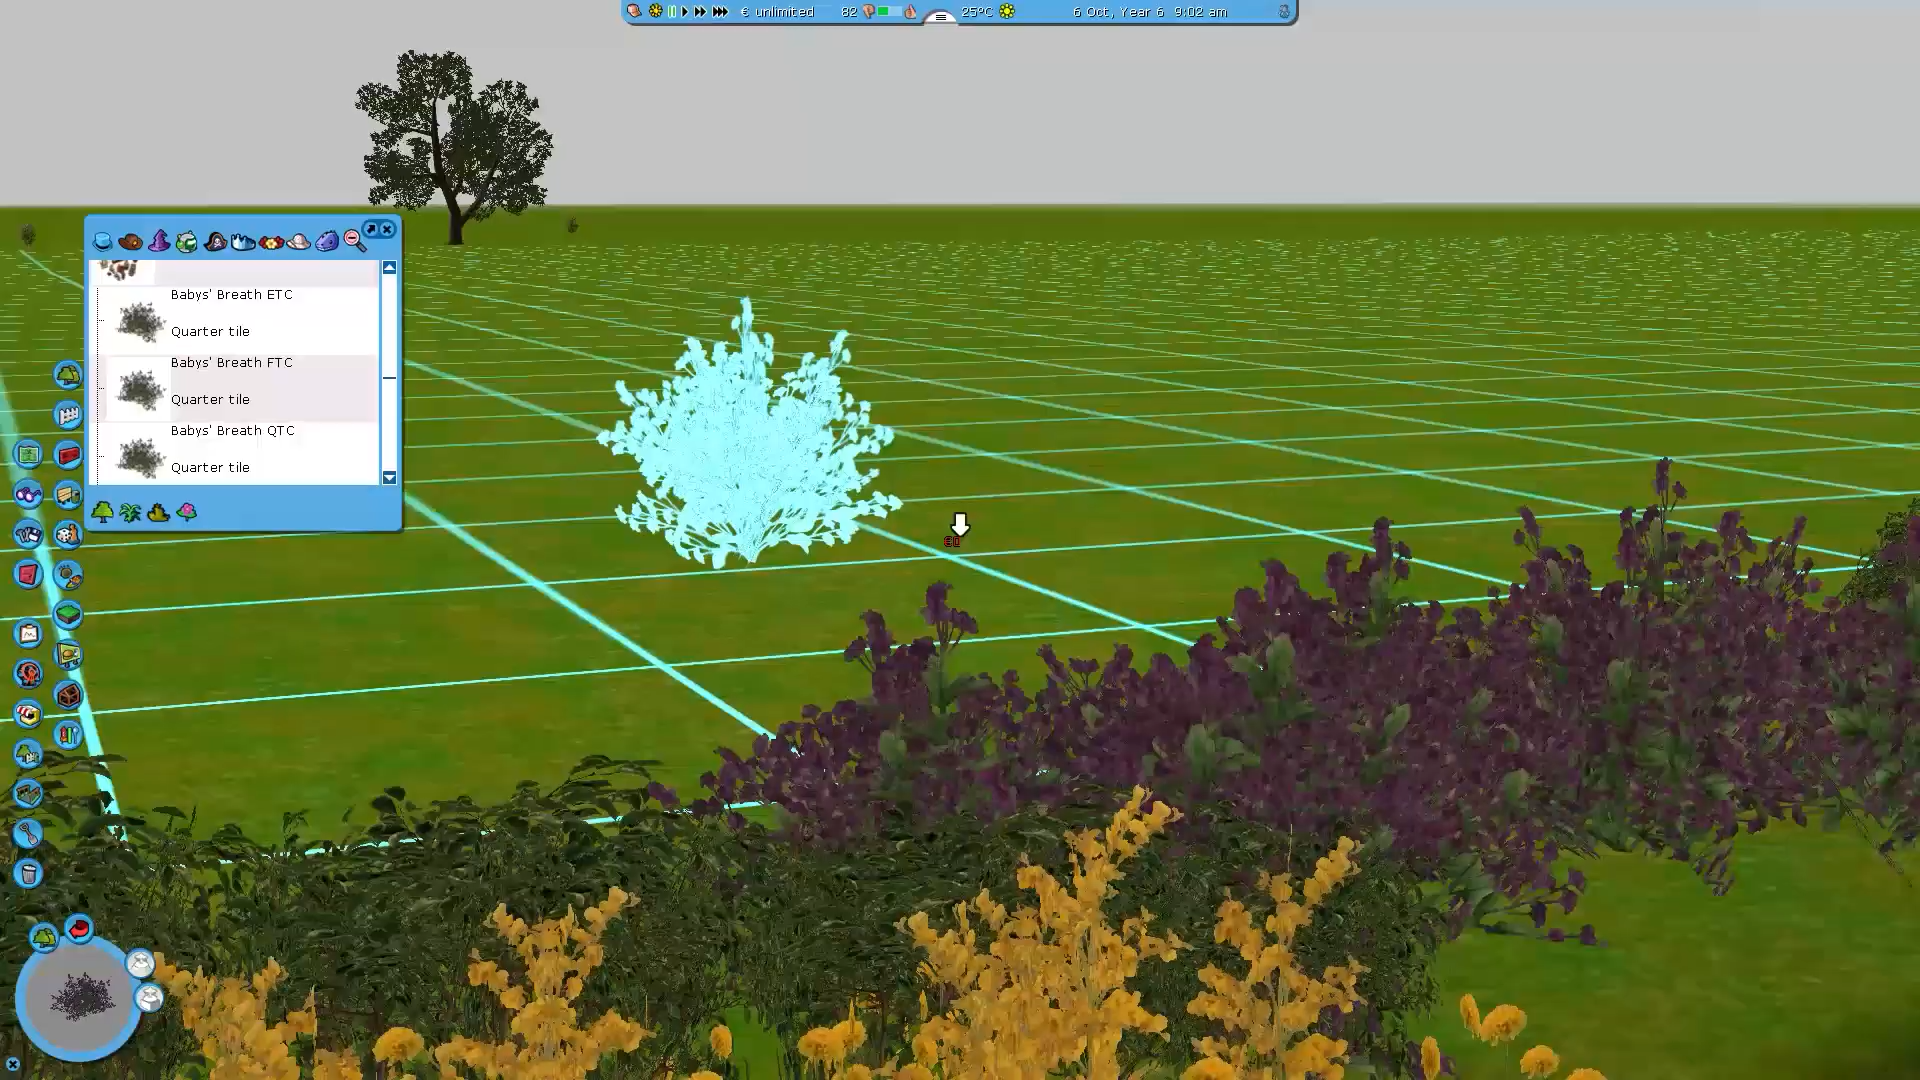 € unlimited 82 25°C 6 Oct, Year 6 9:02 am
Babys' Breath ETC
Quarter tile
Babys' Breath FTC
Quarter tile
Babys' Breath QTC
Quarter tile
€0